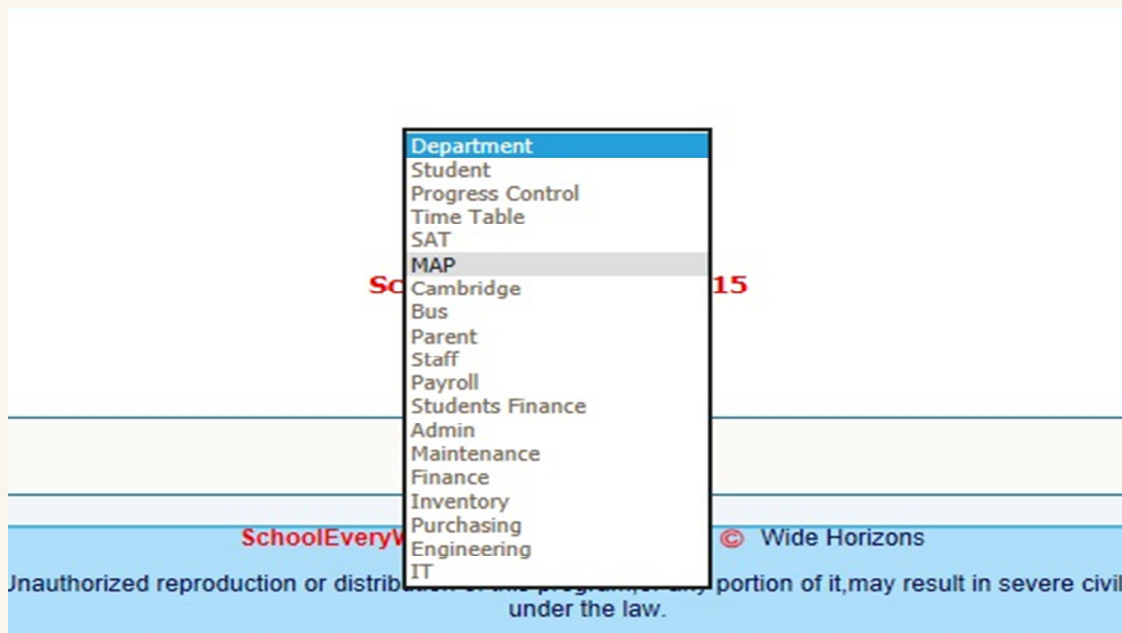 Department
Student
Progress Control
Time Table
SAT
MAP
Sc 15
Cambridge
Bus
Parent
Staff
Payroll
Students Finance
Admin
Maintenance
Finance
Inventory
SchoolEveryW © Wide Horizons
Purchasing
Engineering
IT
Unauthorized reproduction or distrib portion of it,may result in severe civil
under the law.